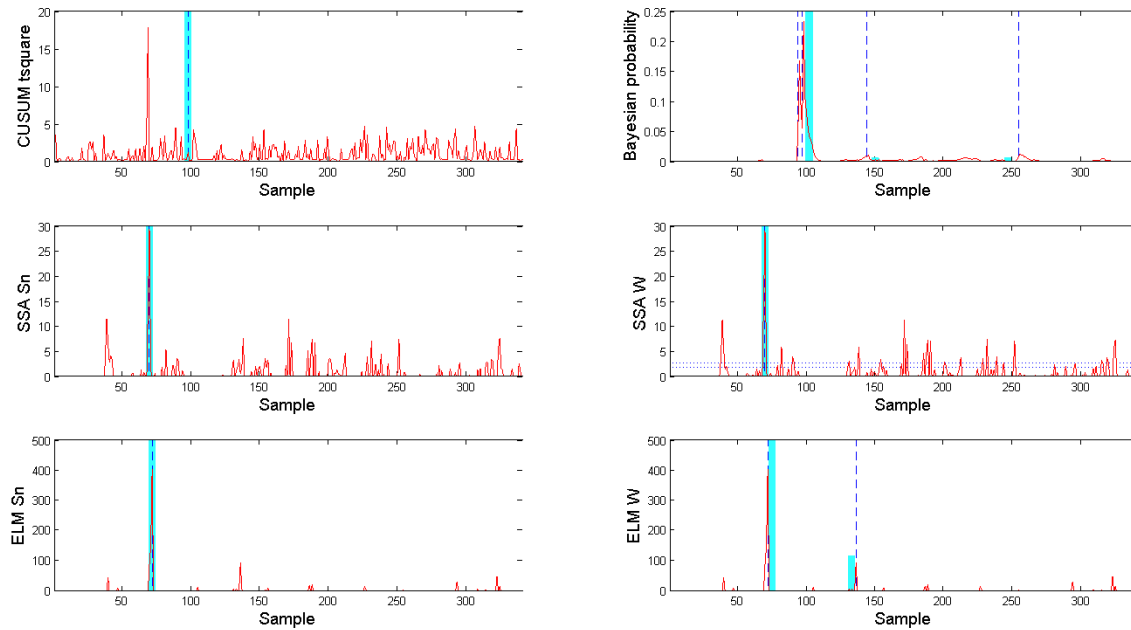 20
15
10
5
0
CUSUM tsquare
50 100 150 200 250 300
Sample
0.25
0.2
0.15
0.1
0.05
0
Bayesian probability
50 100 150 200 250 300
Sample
30
25
20
15
10
5
0
SSA Sn
50 100 150 200 250 300
Sample
30
25
20
15
10
5
0
SSA W
50 100 150 200 250 300
Sample
500
400
300
200
100
0
ELM Sn
50 100 150 200 250 300
Sample
500
400
300
200
100
0
ELM W
50 100 150 200 250 300
Sample